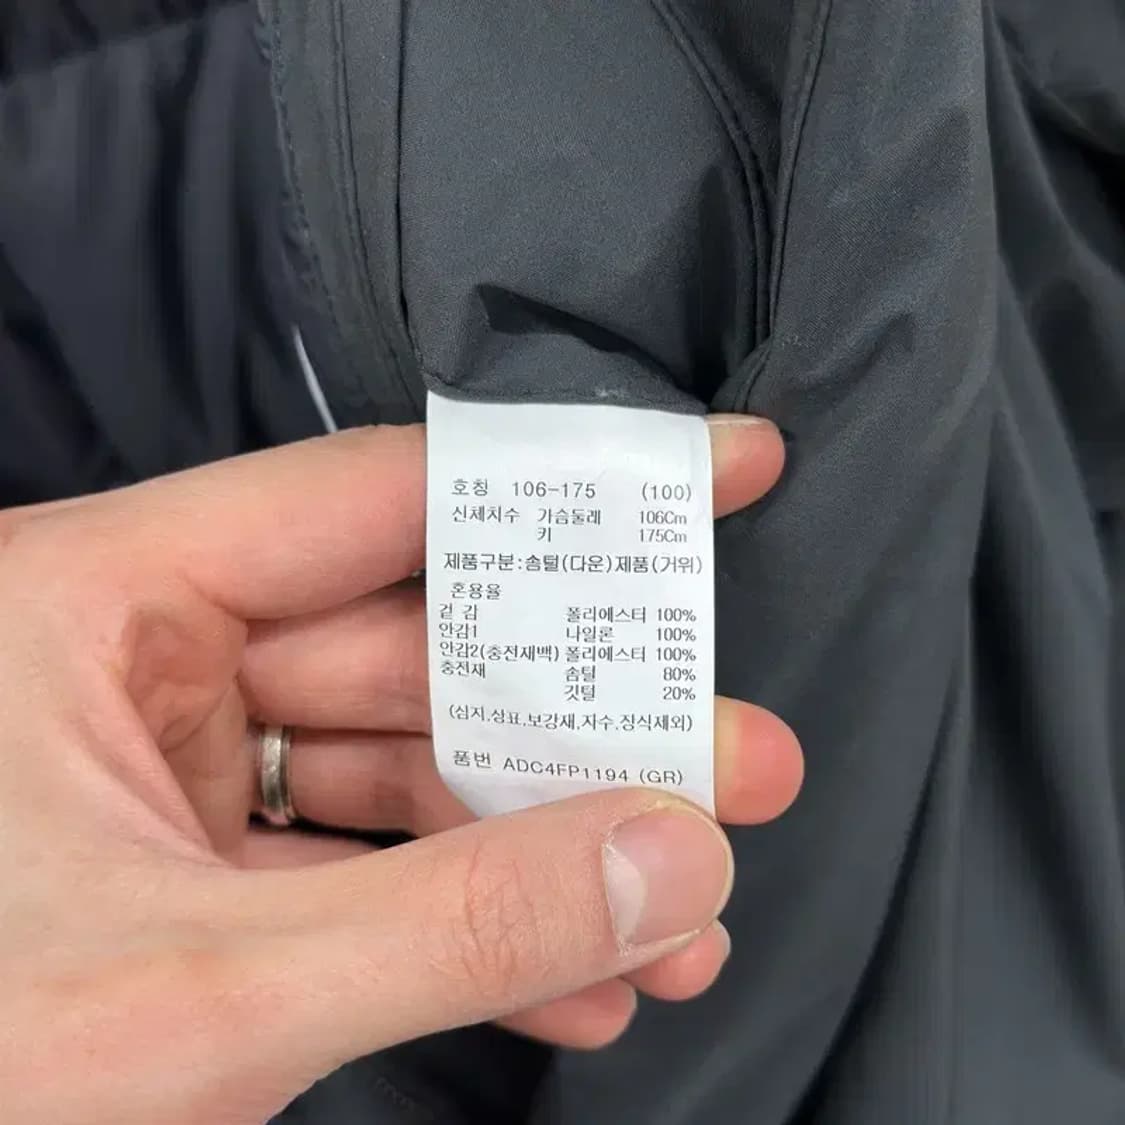 호칭 106-175 (100)
신체치수 가슴둘레 106Cm
키 175Cm
제품구분:솜털(다운)제품(거위)
혼용율
겉 감 폴리에스터 100%
안감1 나일론 100%
안감2(충전재백) 폴리에스터 100%
충전재 솜털 80%
깃털 20%
(심지,상표,보강재,자수,장식제외)
품번 ADC4FP1194 (GR)